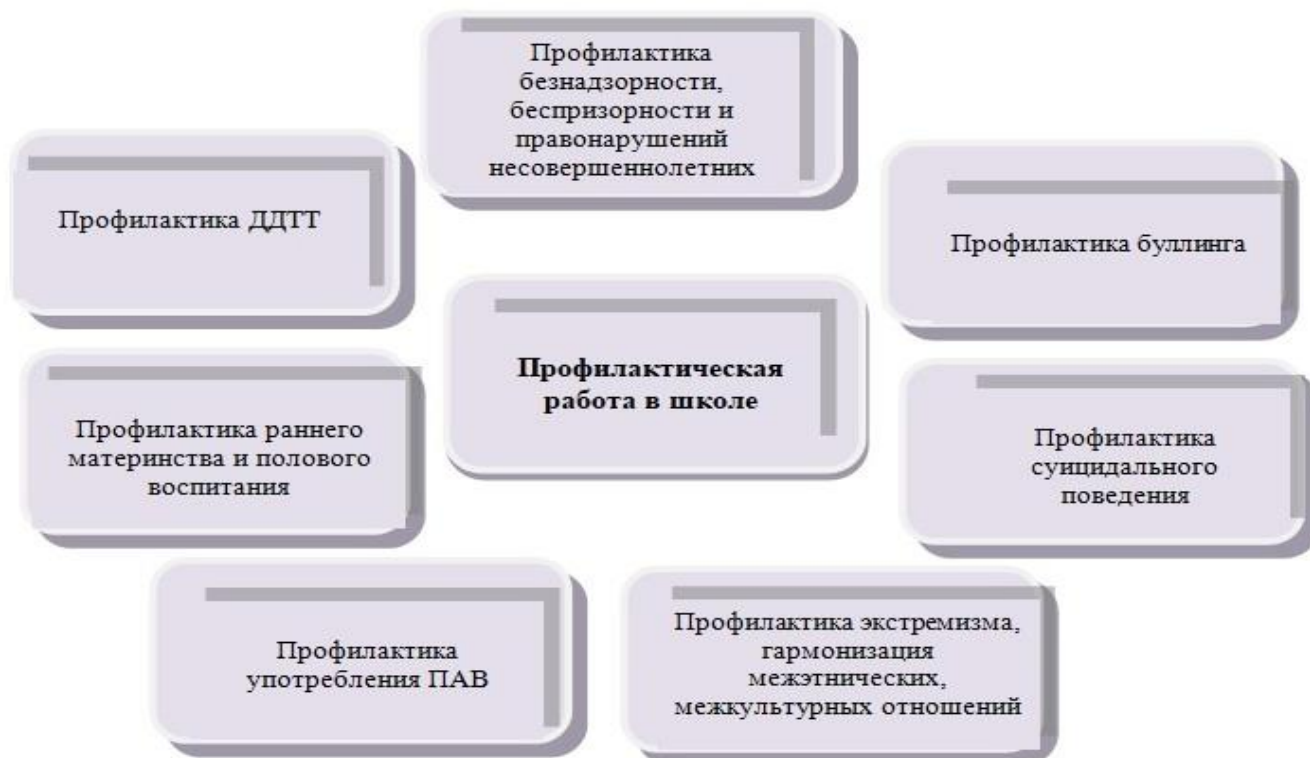 Профилактика
безнадзорности,
беспризорности и
правонарушений
несовершеннолетних
Профилактика ДДТТ
Профилактика буллинга
Профилактическая
работа в школе
Профилактика раннего
материнства и полового
воспитания
Профилактика
суицидального
поведения
Профилактика
употребления ПАВ
Профилактика экстремизма,
гармонизация
межэтнических,
межкультурных отношений